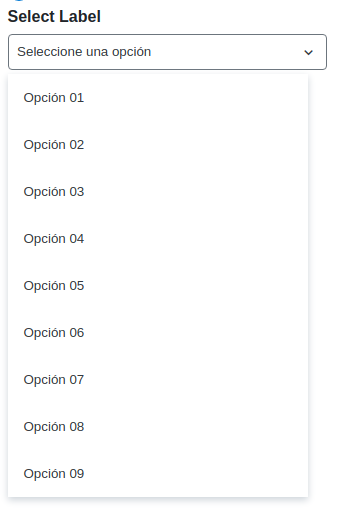 Select Label
Seleccione una opción
Opción 01
Opción 02
Opción 03
Opción 04
Opción 05
Opción 06
Opción 07
Opción 08
Opción 09